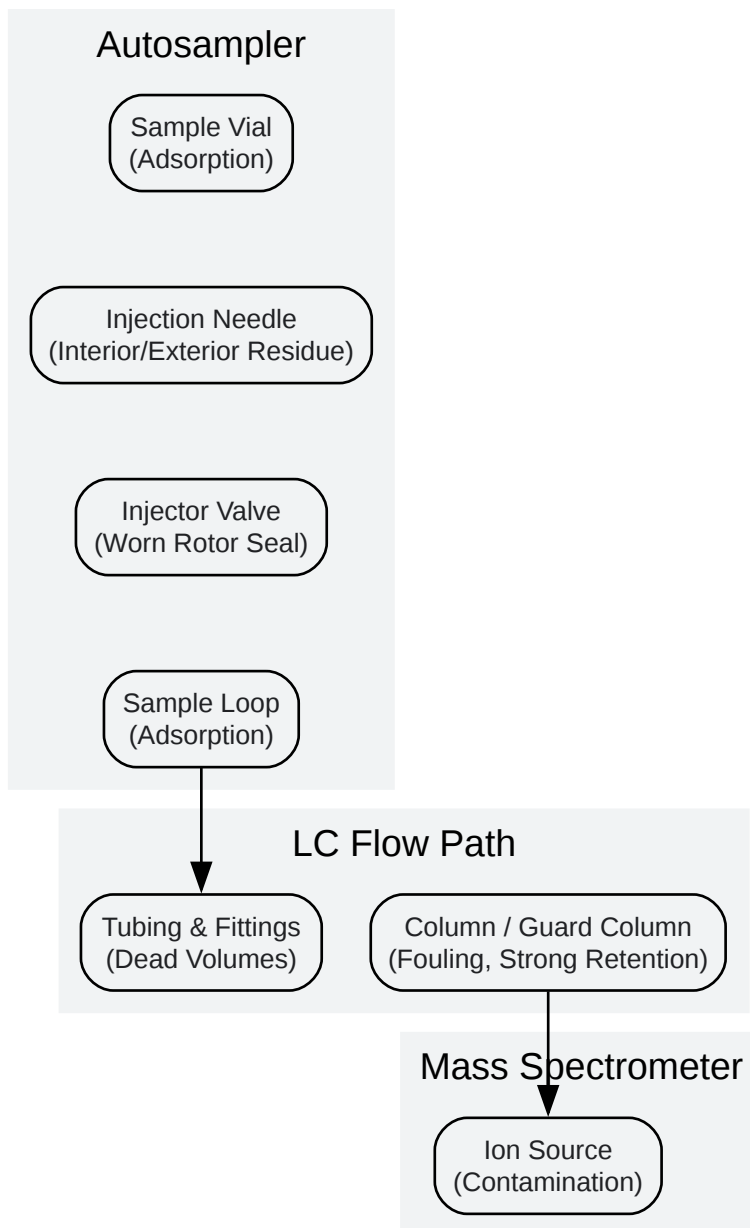 Autosampler
Sample Vial
(Adsorption)
Injection Needle
(Interior/Exterior Residue)
Injector Valve
(Worn Rotor Seal)
Sample Loop
(Adsorption)
LC Flow Path
Tubing & Fittings
(Dead Volumes)
Column / Guard Column
(Fouling, Strong Retention)
Mass Spectrometer
Ion Source
(Contamination)